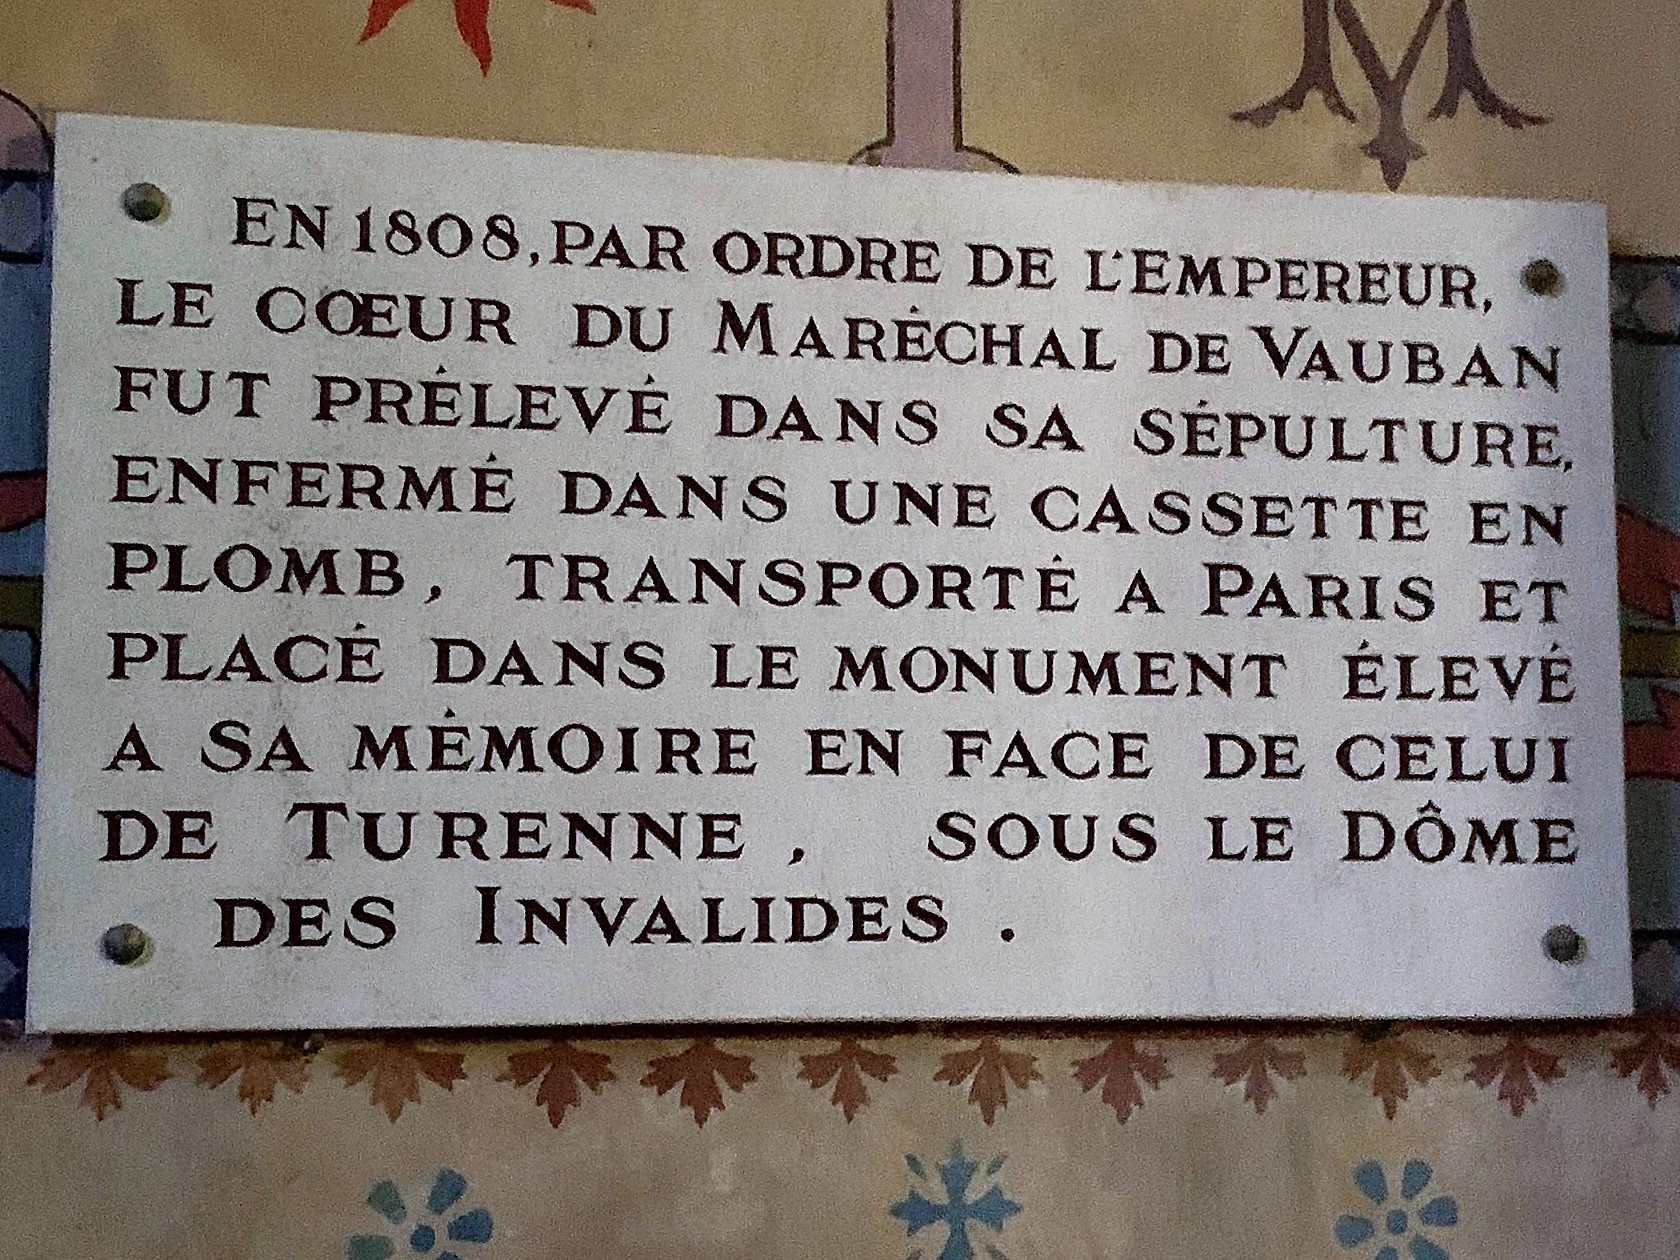 M
EN 1808, PAR ORDRE DE L'EMPEREUR,
LE CŒUR DU MARÉCHAL DE VAUBAN
FUT PRÉLEVÉ DANS SA SÉPULTURE,
ENFERMÉ DANS UNE CASSETTE EN
PLOMB, TRANSPORTÉ A PARIS ET
PLACÉ DANS LE MONUMENT ÉLEVÉ
A SA MÉMOIRE EN FACE DE CELUI
DE TURENNE, SOUS LE DÔME
DES INVALIDES.